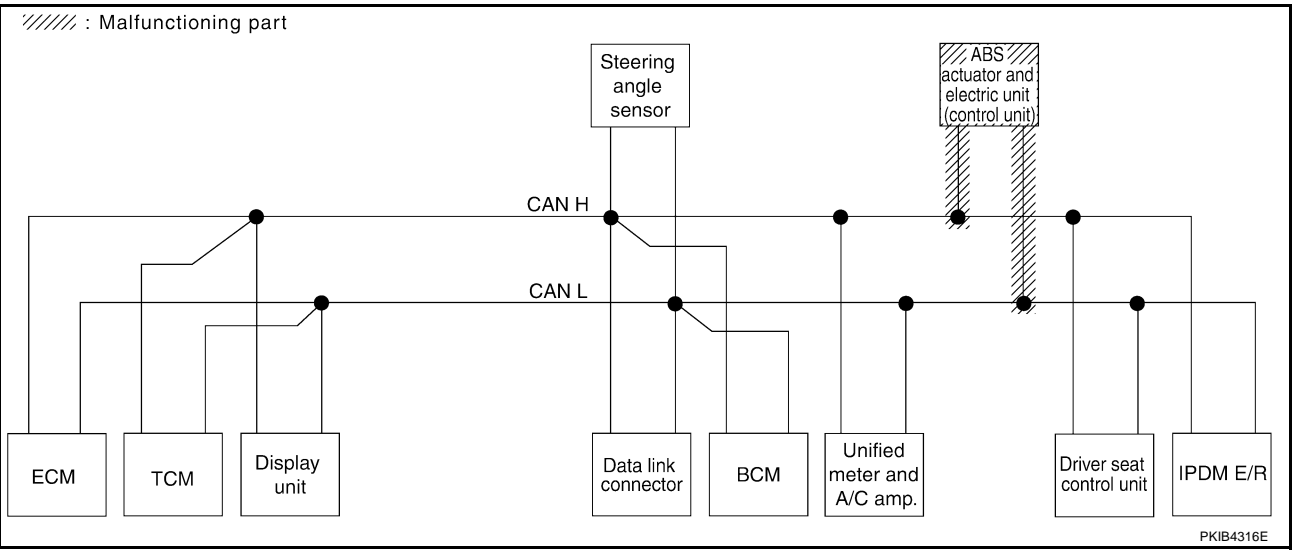 : Malfunctioning part
Steering
angle
sensor
ABS
actuator and
electric unit
(control unit)
CAN H
CAN L
ECM
TCM
Display
unit
Data link
connector
BCM
Unified
meter and
A/C amp.
Driver seat
control unit
IPDM E/R
PKIB4316E